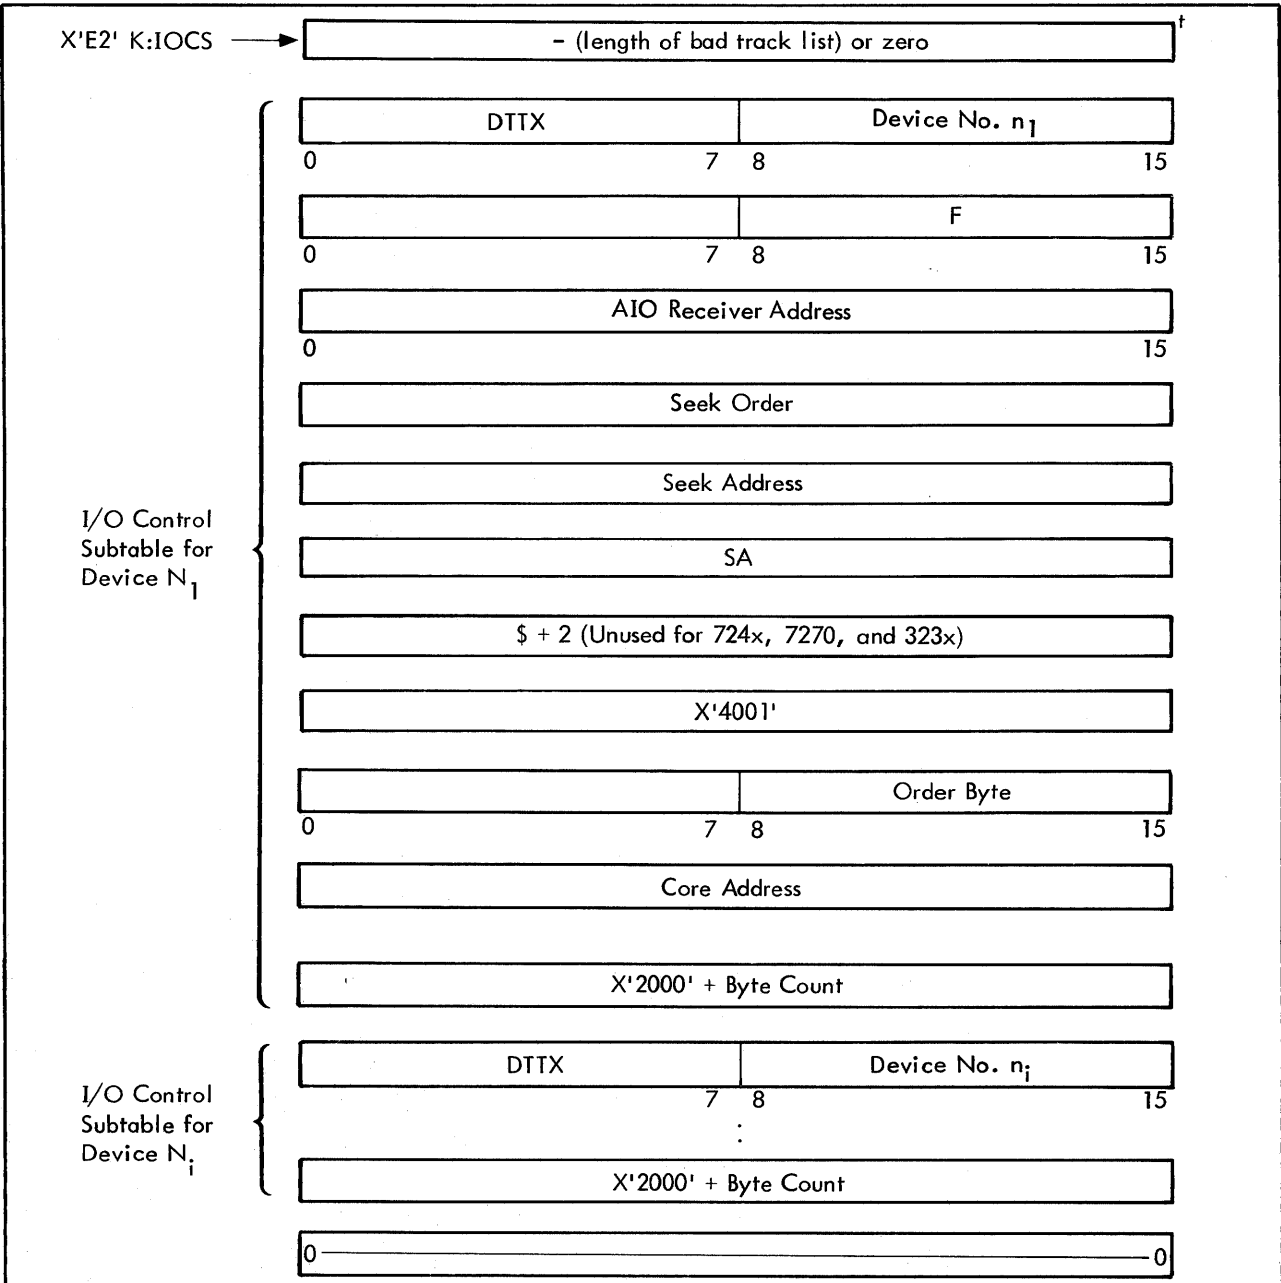 X'E2' K:IOCS
- (length of bad track list) or zero t
DTTX Device No. n1
0 7 8 15
F
0 7 8 15
AIO Receiver Address
0 15
Seek Order
Seek Address
I/O Control
Subtable for
Device N1
SA
$ + 2 (Unused for 724x, 7270, and 323x)
X'4001'
Order Byte
0 7 8 15
Core Address
X'2000' + Byte Count
DTTX Device No. ni
7 8 15
I/O Control
Subtable for
Device Ni
:
X'2000' + Byte Count
0 0